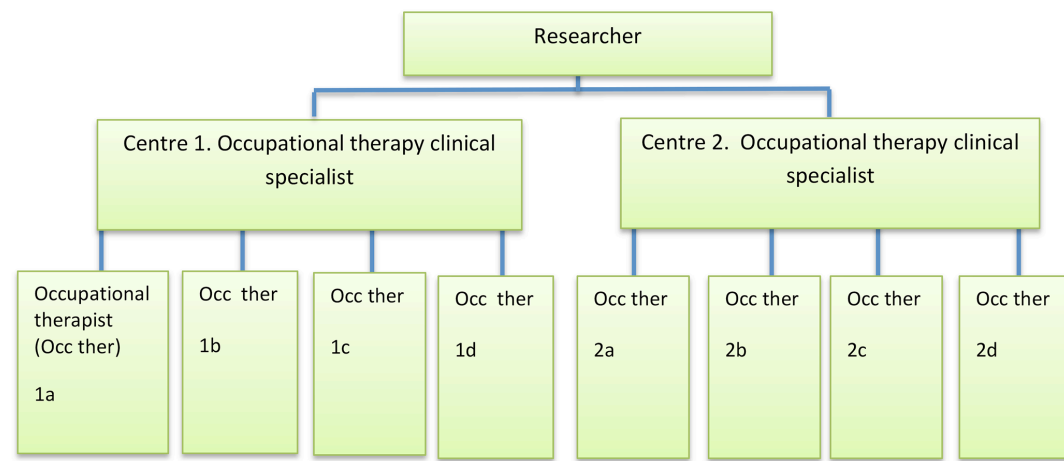 Researcher
Centre 1. Occupational therapy clinical
specialist
Centre 2.  Occupational therapy clinical
specialist
Occupational
therapist
(Occ ther)
1a
Occ  ther
1b
Occ ther
1c
Occ  ther
1d
Occ ther
2a
Occ ther
2b
Occ ther
2c
Occ ther
2d